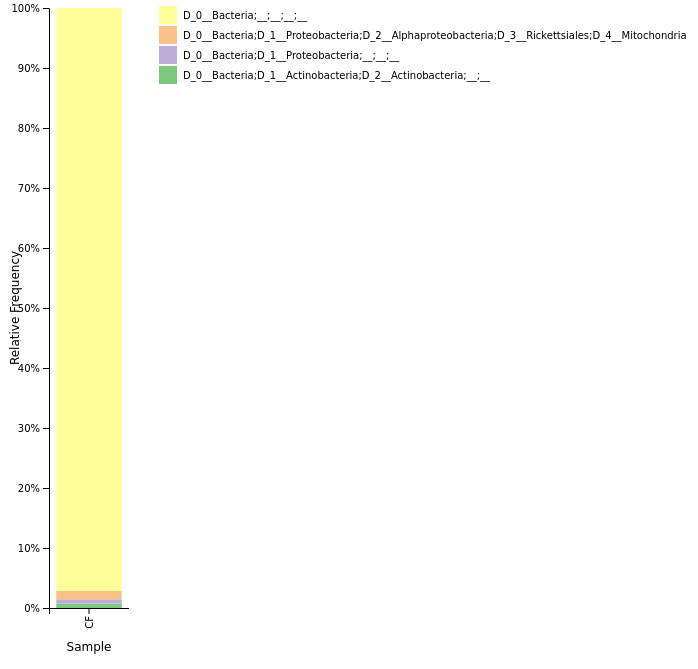 100%
90%
80%
70%
60%
50%
40%
30%
20%
10%
0%
Relative Frequency
CF
Sample
D_0__Bacteria;__;__;__;__
D_0__Bacteria;D_1__Proteobacteria;D_2__Alphaproteobacteria;D_3__Rickettsiales;D_4__Mitochondria
D_0__Bacteria;D_1__Proteobacteria;__;__;__
D_0__Bacteria;D_1__Actinobacteria;D_2__Actinobacteria;__;__